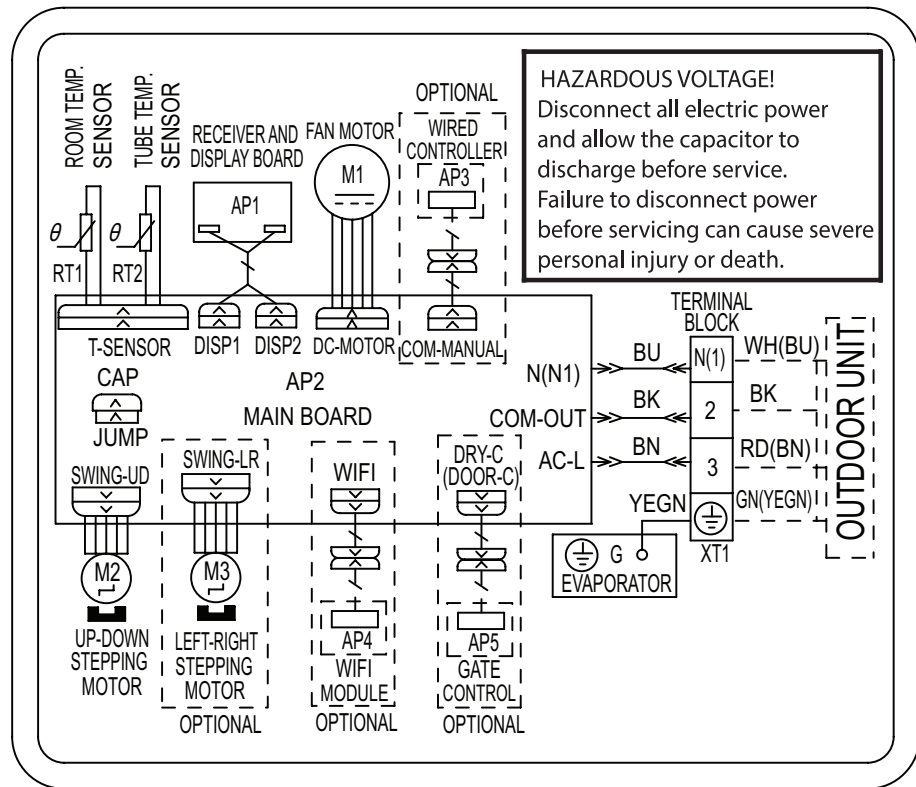 HAZARDOUS VOLTAGE!
Disconnect all electric power
and allow the capacitor to
discharge before service.
Failure to disconnect power
before servicing can cause severe
personal injury or death.
ROOM TEMP.
SENSOR
TUBE TEMP.
SENSOR
RECEIVER AND
DISPLAY BOARD
FAN MOTOR
OPTIONAL
WIRED
CONTROLLER
AP1
M1
AP3
θ
RT1
θ
RT2
T-SENSOR
DISP1
DISP2
DC-MOTOR
COM-MANUAL
TERMINAL
BLOCK
CAP
JUMP
AP2
MAIN BOARD
N(N1)
BU
N(1)
WH(BU)
COM-OUT
BK
2
BK
AC-L
BN
3
RD(BN)
YEGN
GN(YEGN)
XT1
OUTDOOR UNIT
G
EVAPORATOR
SWING-UD
SWING-LR
WIFI
DRY-C
(DOOR-C)
M2
M3
AP4
AP5
UP-DOWN
STEPPING
MOTOR
LEFT-RIGHT
STEPPING
MOTOR
OPTIONAL
WIFI
MODULE
OPTIONAL
GATE
CONTROL
OPTIONAL